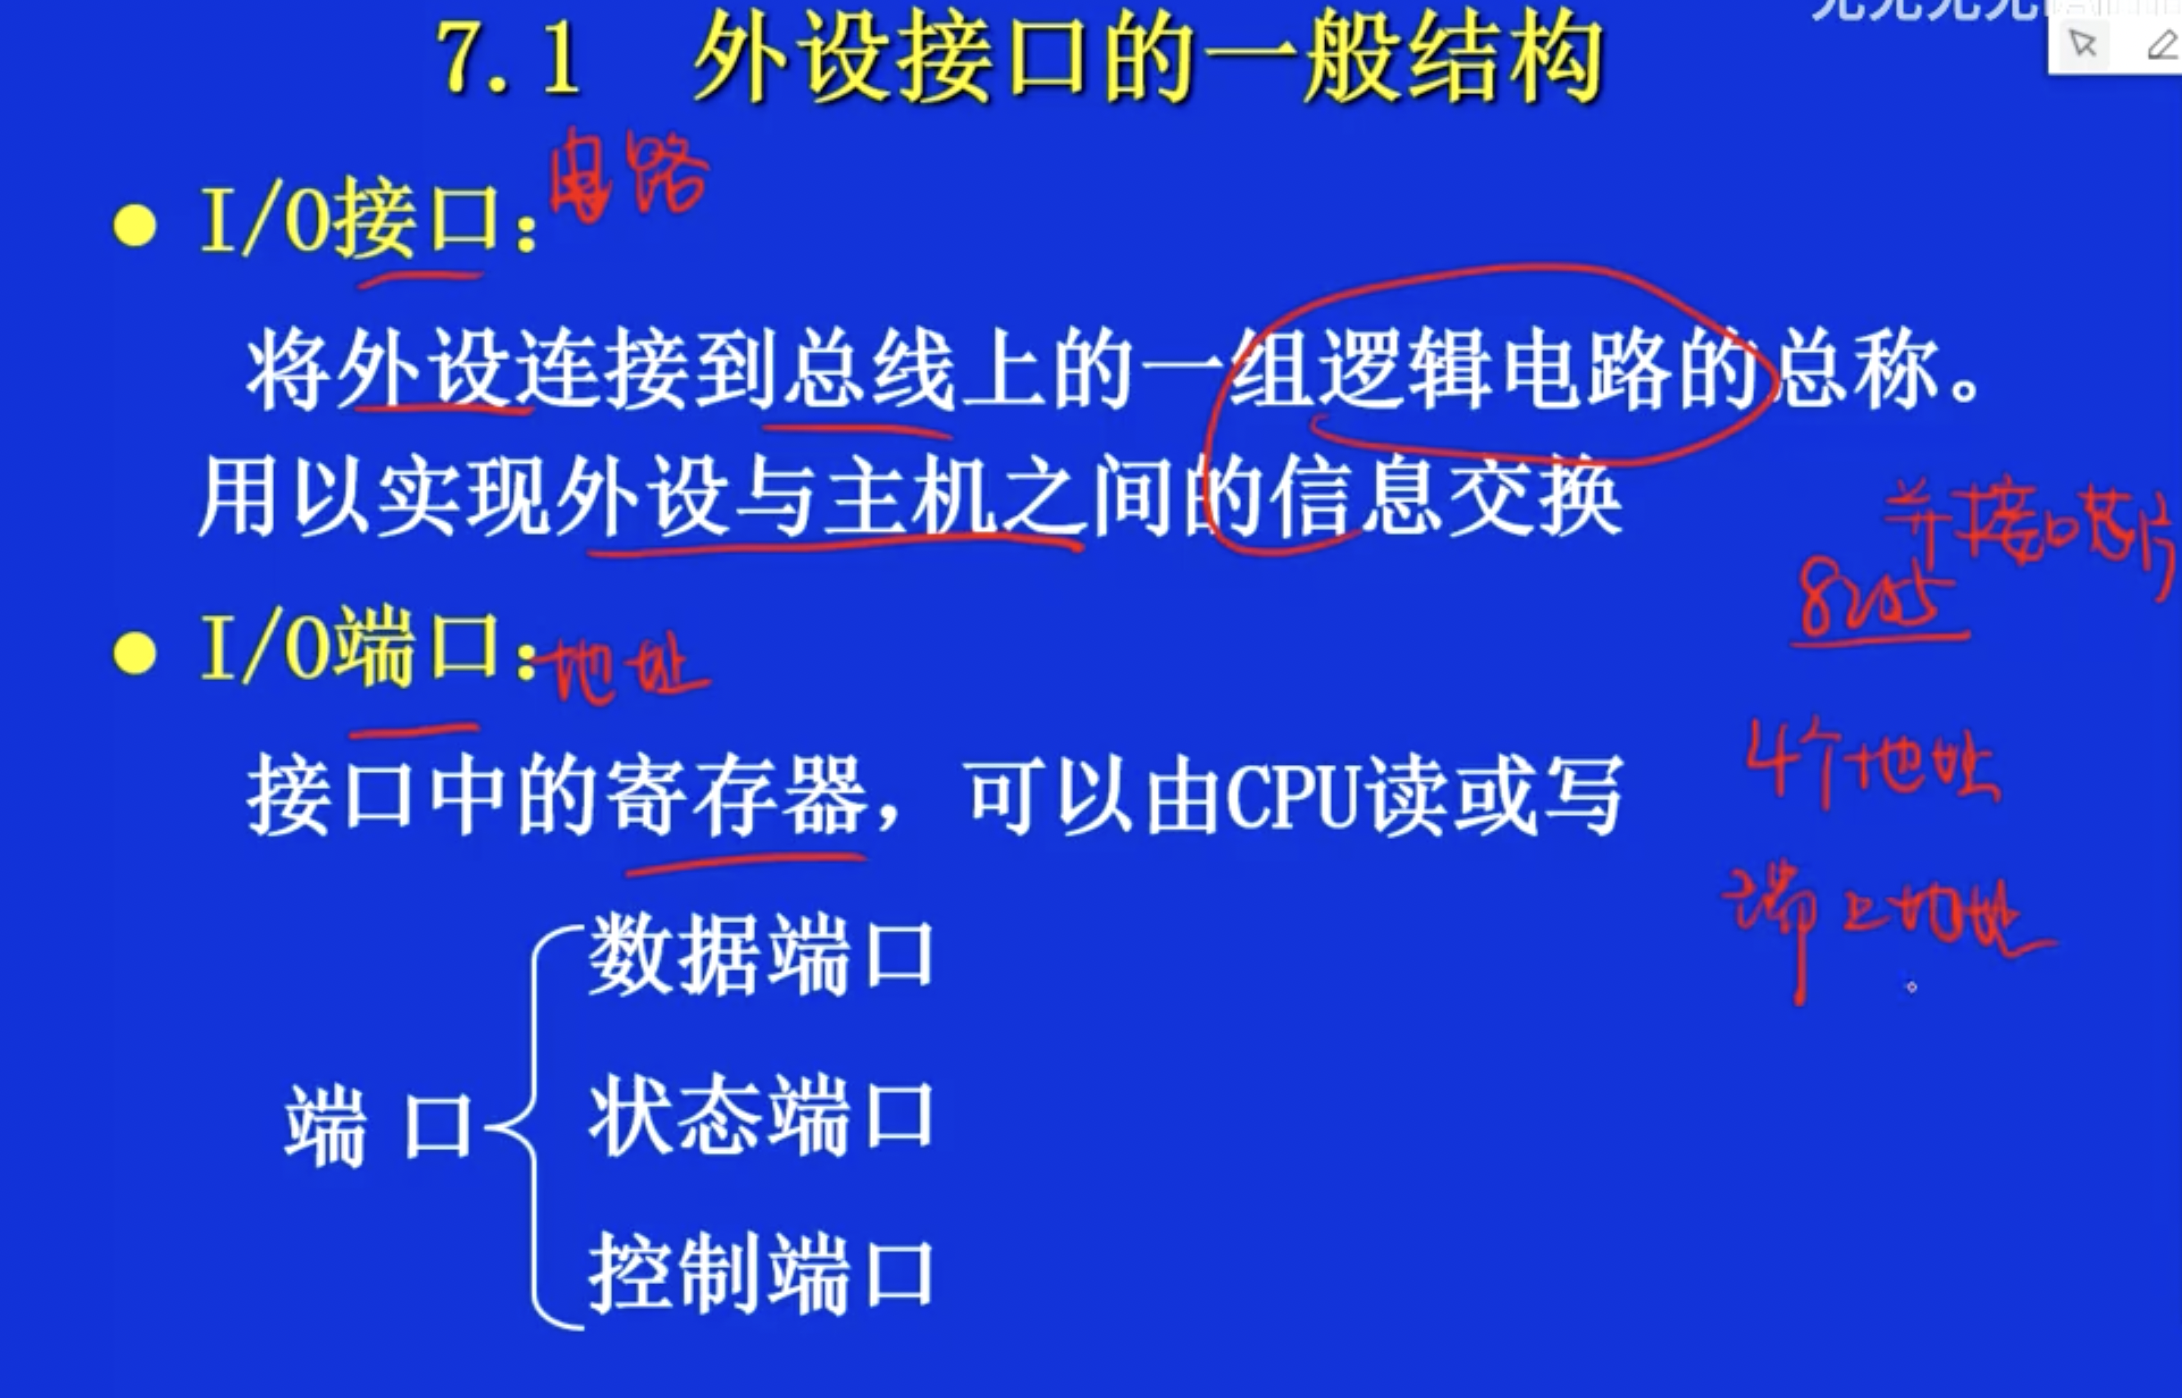 7.1 外设接口的一般结构
I/O接口：电路
将外设连接到总线上的一组逻辑电路的总称。
用以实现外设与主机之间的信息交换
并接口芯片
8255
I/O端口：地址
4个地址
接口中的寄存器，可以由CPU读或写
端口地址
数据端口
状态端口
端 口
控制端口